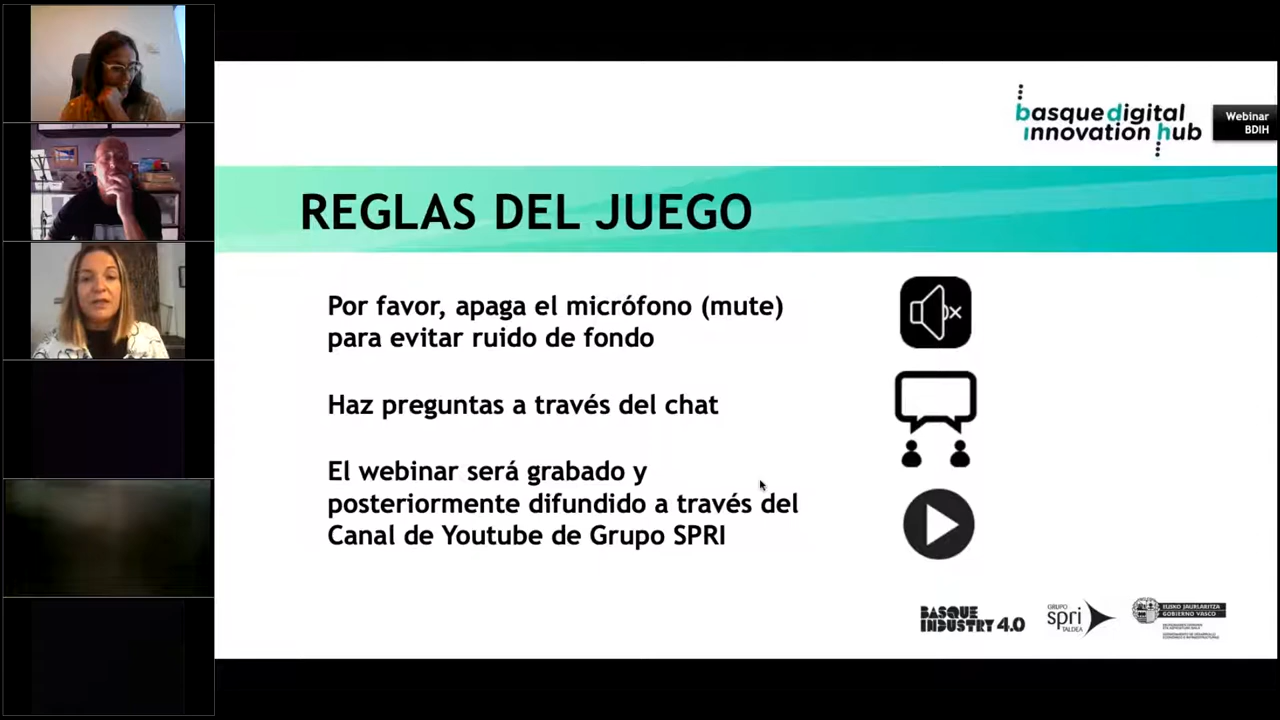 basque digital
innovation hub
Webinar
BDIH
REGLAS DEL JUEGO
Por favor, apaga el micrófono (mute)
para evitar ruido de fondo
Haz preguntas a través del chat
El webinar será grabado y
posteriormente difundido a través del
Canal de Youtube de Grupo SPRI
BASQUE
INDUSTRY 4.0
GRUPO
spri
TALDEA
EUSKO JAURLARITZA
GOBIERNO VASCO